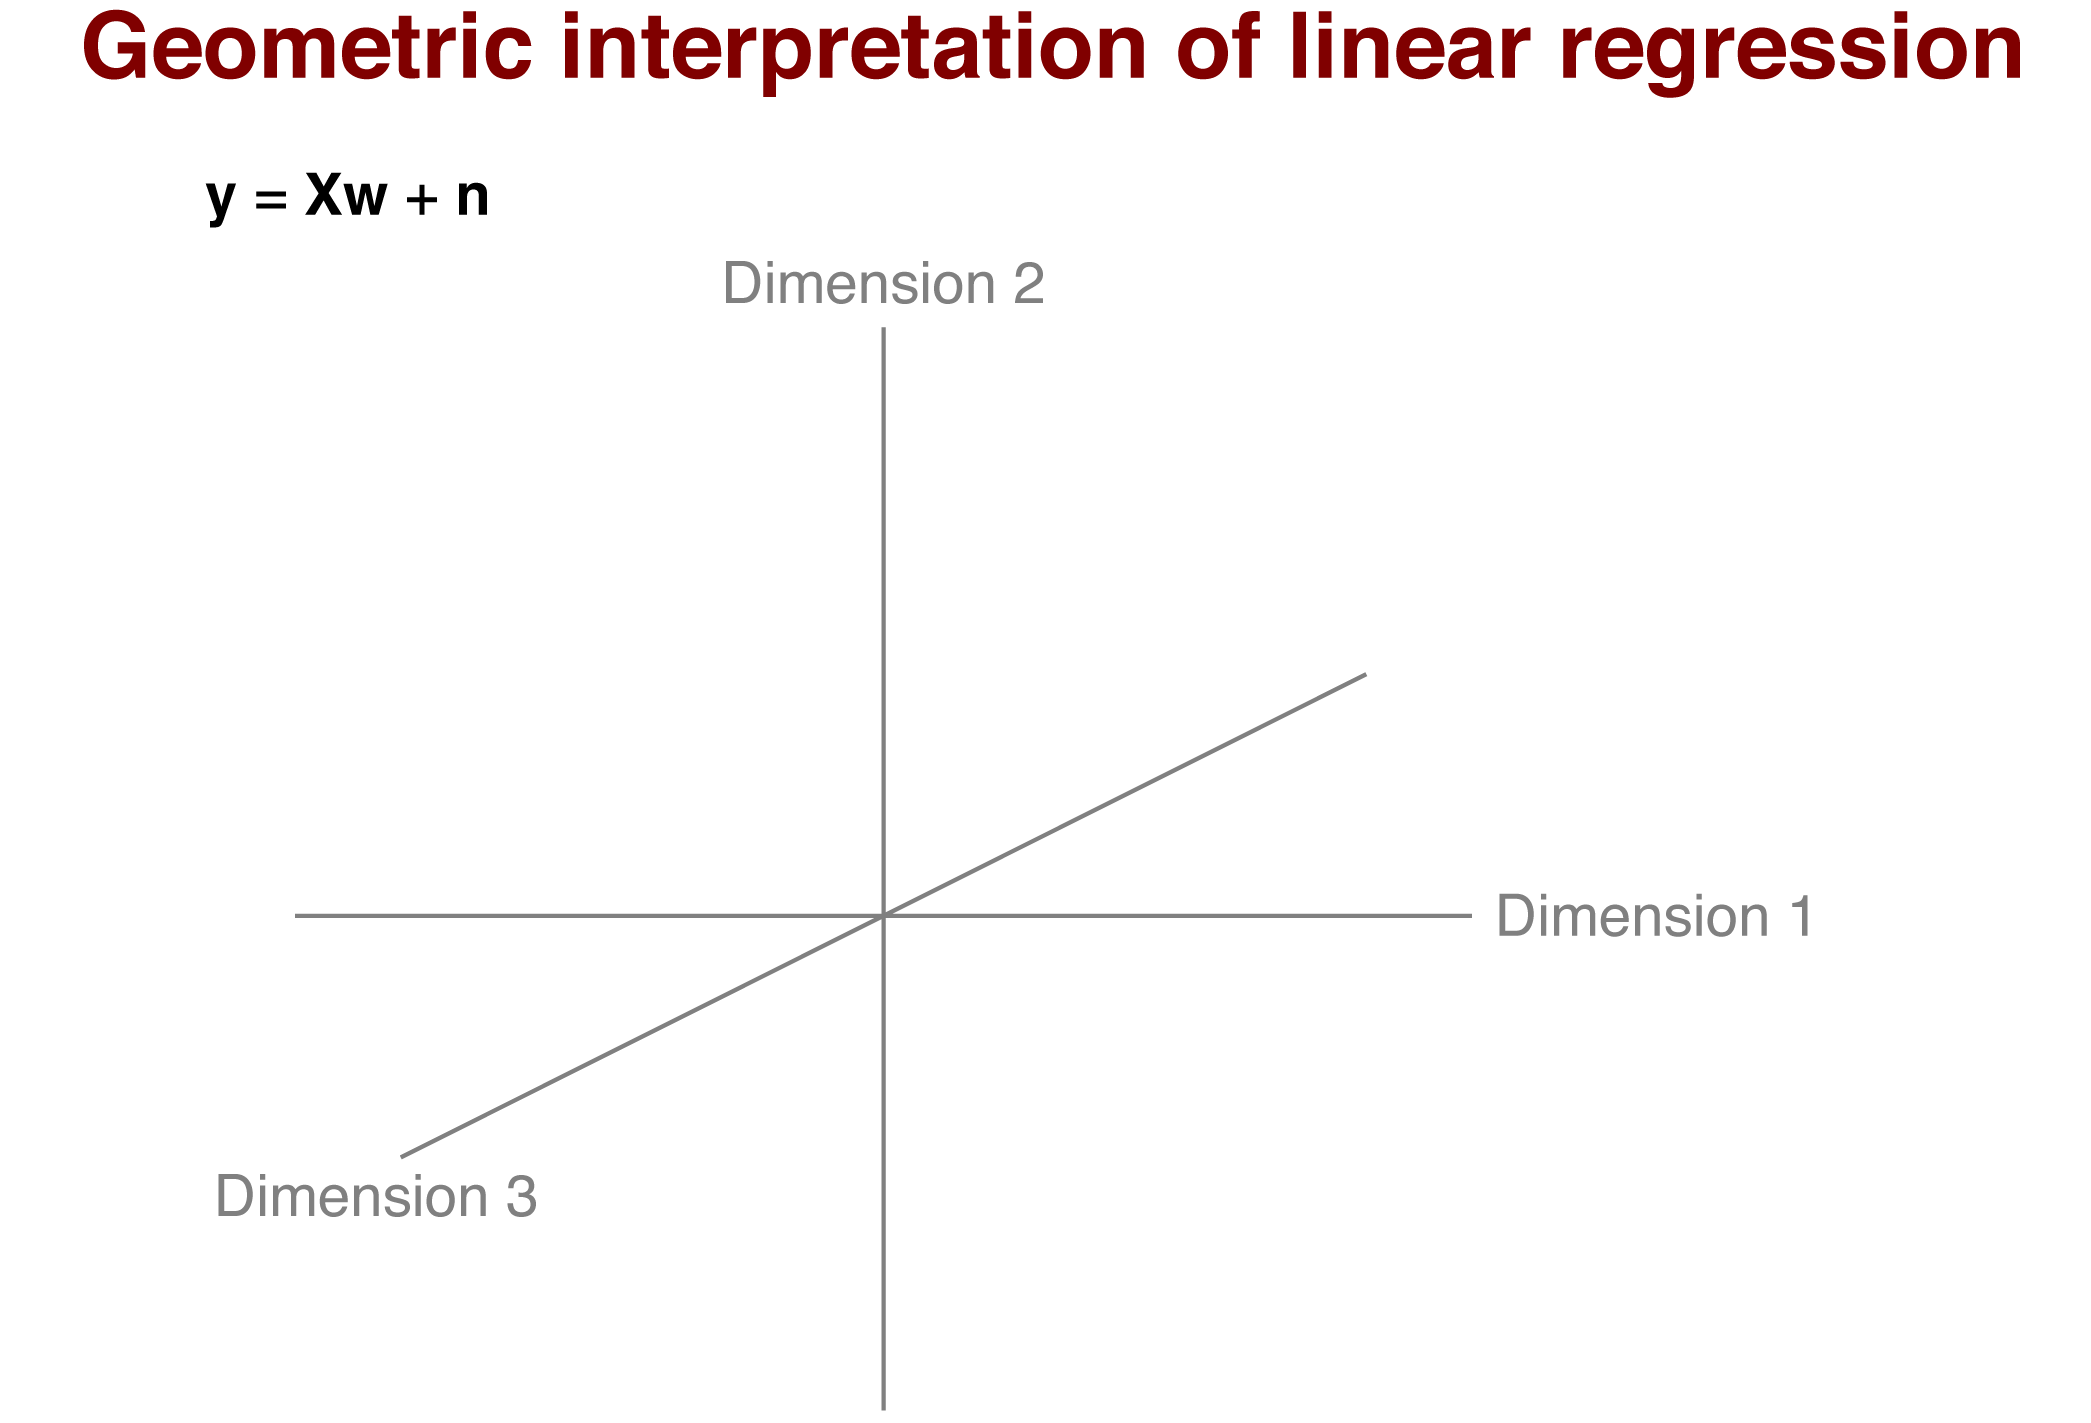 Geometric interpretation of linear regression
y = Xw + n
Dimension 2
Dimension 1
Dimension 3